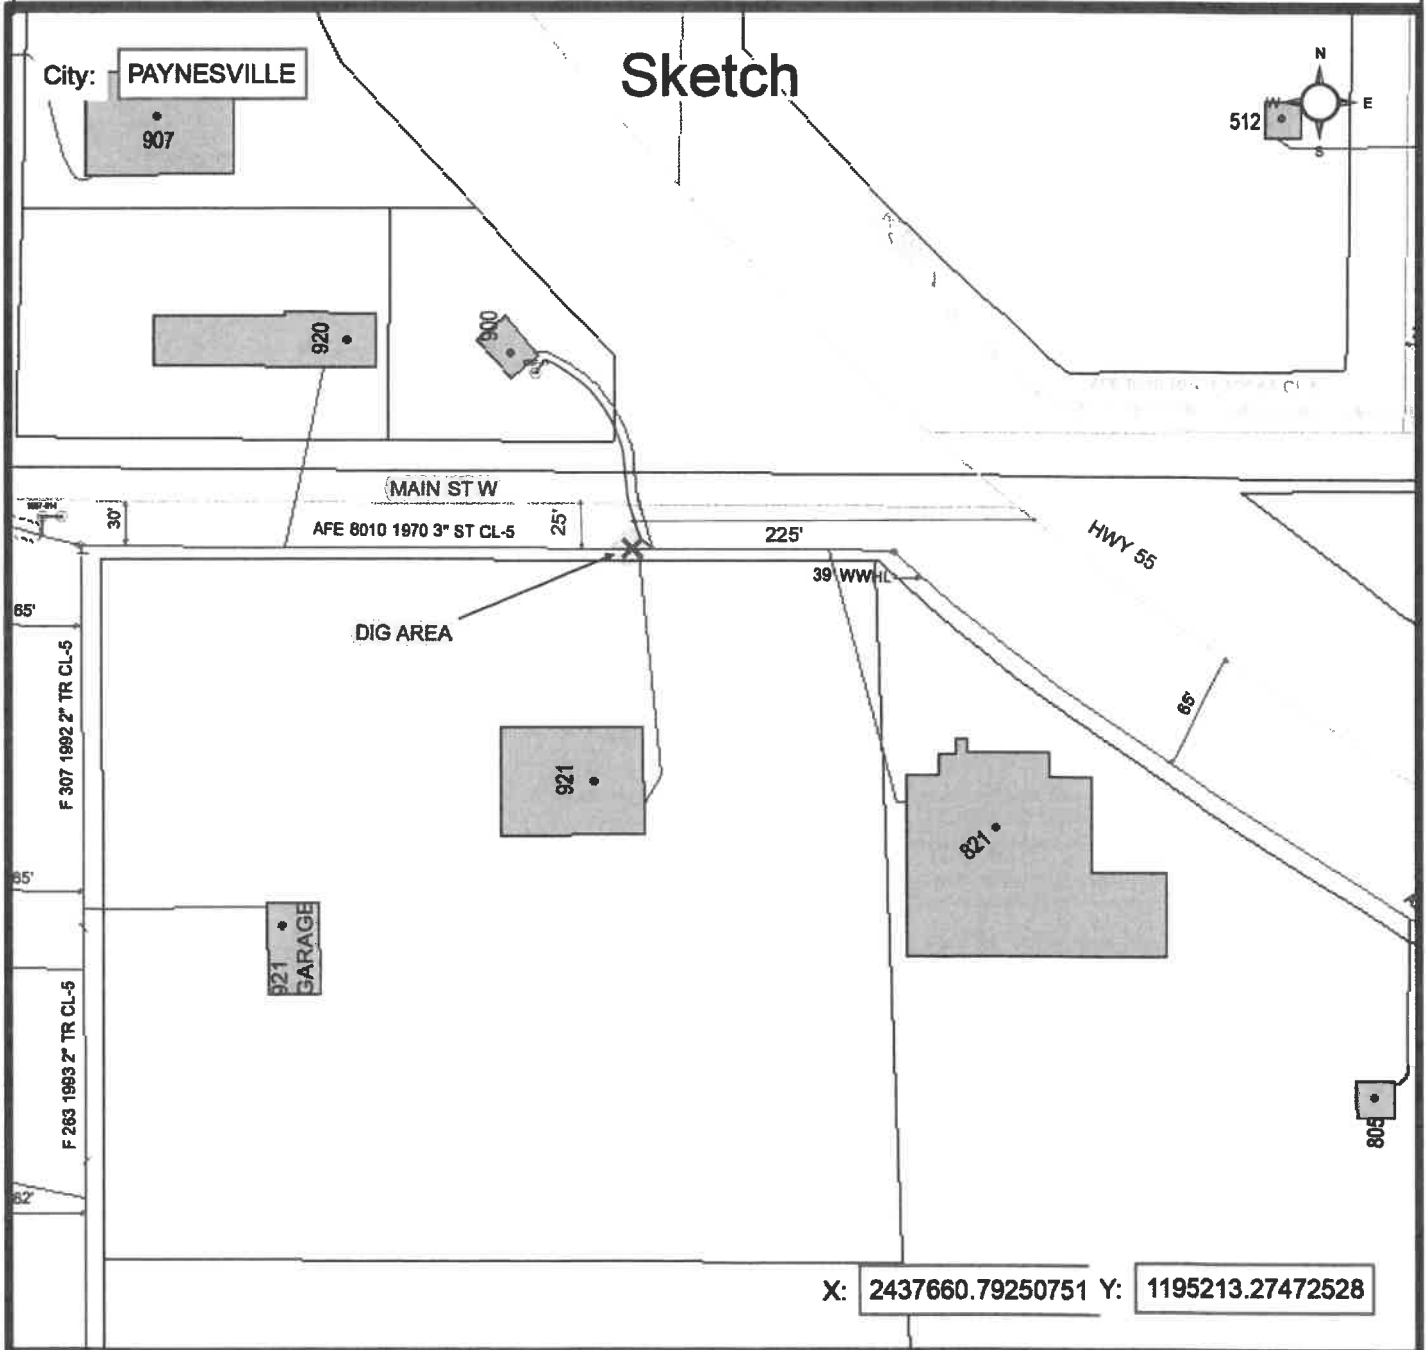 Sketch
City: PAYNESVILLE
N
W
E
S
907
512
920
900
MAIN ST W
30'
AFE 8010 1970 3" ST CL-5
25'
225'
HWY 55
39 WWHL
DIG AREA
65'
F 307 1992 2" TR CL-5
65'
921
821
65'
921
GARAGE
F 263 1993 2" TR CL-5
805
62'
X: 2437660.79250751 Y: 1195213.27472528